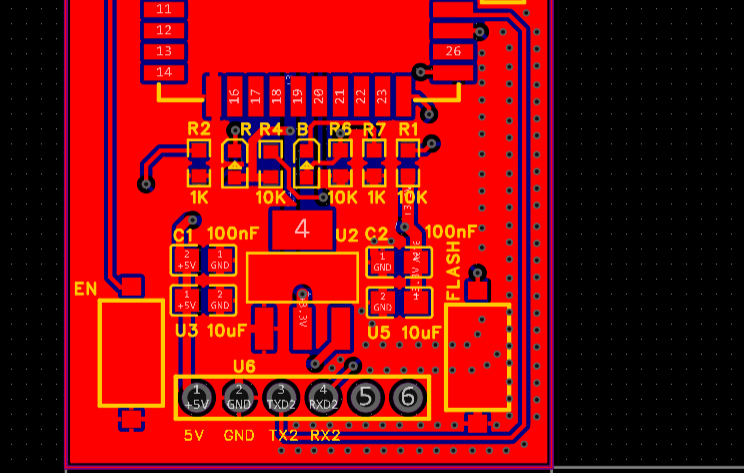 11
12
13
14
26
16 17 18 19 20 21 22 23
R2 R R4 B R6 R7 R1
1K 10K 10K 1K 10K
4
C1 100nF U2 C2 100nF
2 1
+5V GND
1
GND
EN
FLASH
1 2
+5V GND
2
GND
+3.3V
U3 10uF U5 10uF
U6
1 2 3 4 5 6
+5V GND TXD2 RXD2
5V GND TX2 RX2